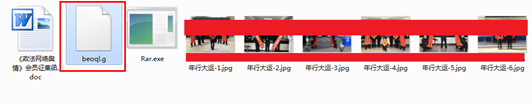 《政法网络舆
情》会员征集函.
doc
beoql.g
Rar.exe
年行大运-1.jpg
年行大运-2.jpg
年行大运-3.jpg
年行大运-4.jpg
年行大运-5.jpg
年行大运-6.jpg